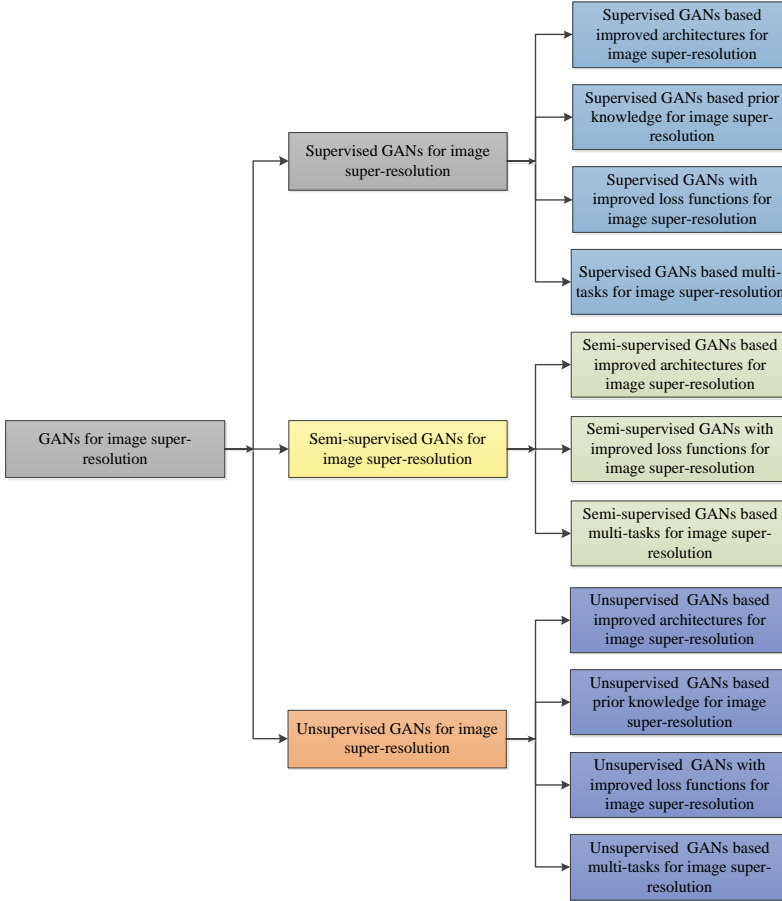 GANs for image super-
resolution
Supervised GANs for image
super-resolution
Supervised GANs based
improved architectures for
image super-resolution
Supervised GANs based prior
knowledge for image super-
resolution
Supervised GANs with
improved loss functions for
image super-resolution
Supervised GANs based multi-
tasks for image super-resolution
Semi-supervised GANs for
image super-resolution
Semi-supervised GANs based
improved architectures for
image super-resolution
Semi-supervised GANs with
improved loss functions for
image super-resolution
Semi-supervised GANs based
multi-tasks for image super-
resolution
Unsupervised GANs for image
super-resolution
Unsupervised  GANs based
improved architectures for
image super-resolution
Unsupervised  GANs based
prior knowledge for image
super-resolution
Unsupervised  GANs with
improved loss functions for
image super-resolution
Unsupervised  GANs based
multi-tasks for image super-
resolution